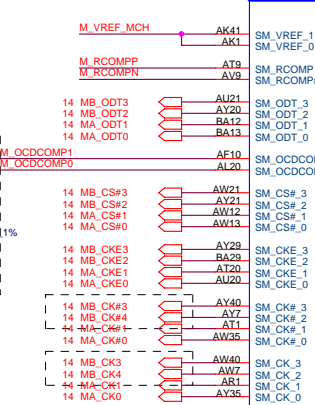 M_VREF_MCH AK41 SM_VREF_1
AK1 SM_VREF_0
M_RCOMPP AT9 SM_RCOMP
M_RCOMPN AV9 SM_RCOMP#
14 MB_ODT3 AU21 SM_ODT_3
14 MB_ODT2 AY20 SM_ODT_2
14 MA_ODT1 BA12 SM_ODT_1
14 MA_ODT0 BA13 SM_ODT_0
M_OCDCOMP1 AF10 SM_OCDCO
M_OCDCOMP0 AL20 SM_OCDCO
14 MB_CS#3 AW21 SM_CS#_3
14 MB_CS#2 AY21 SM_CS#_2
14 MA_CS#1 AW12 SM_CS#_1
14 MA_CS#0 AW13 SM_CS#_0
1%
14 MB_CKE3 AY29 SM_CKE_3
14 MB_CKE2 BA29 SM_CKE_2
14 MA_CKE1 AT20 SM_CKE_1
14 MA_CKE0 AU20 SM_CKE_0
14 MB_CK#3 AY40 SM_CK#_3
14 MB_CK#4 AY7 SM_CK#_2
14 MA_CK#1 AT1 SM_CK#_1
14 MA_CK#0 AW35 SM_CK#_0
14 MB_CK3 AW40 SM_CK_3
14 MB_CK4 AW7 SM_CK_2
14 MA_CK1 AR1 SM_CK_1
14 MA_CK0 AY35 SM_CK_0